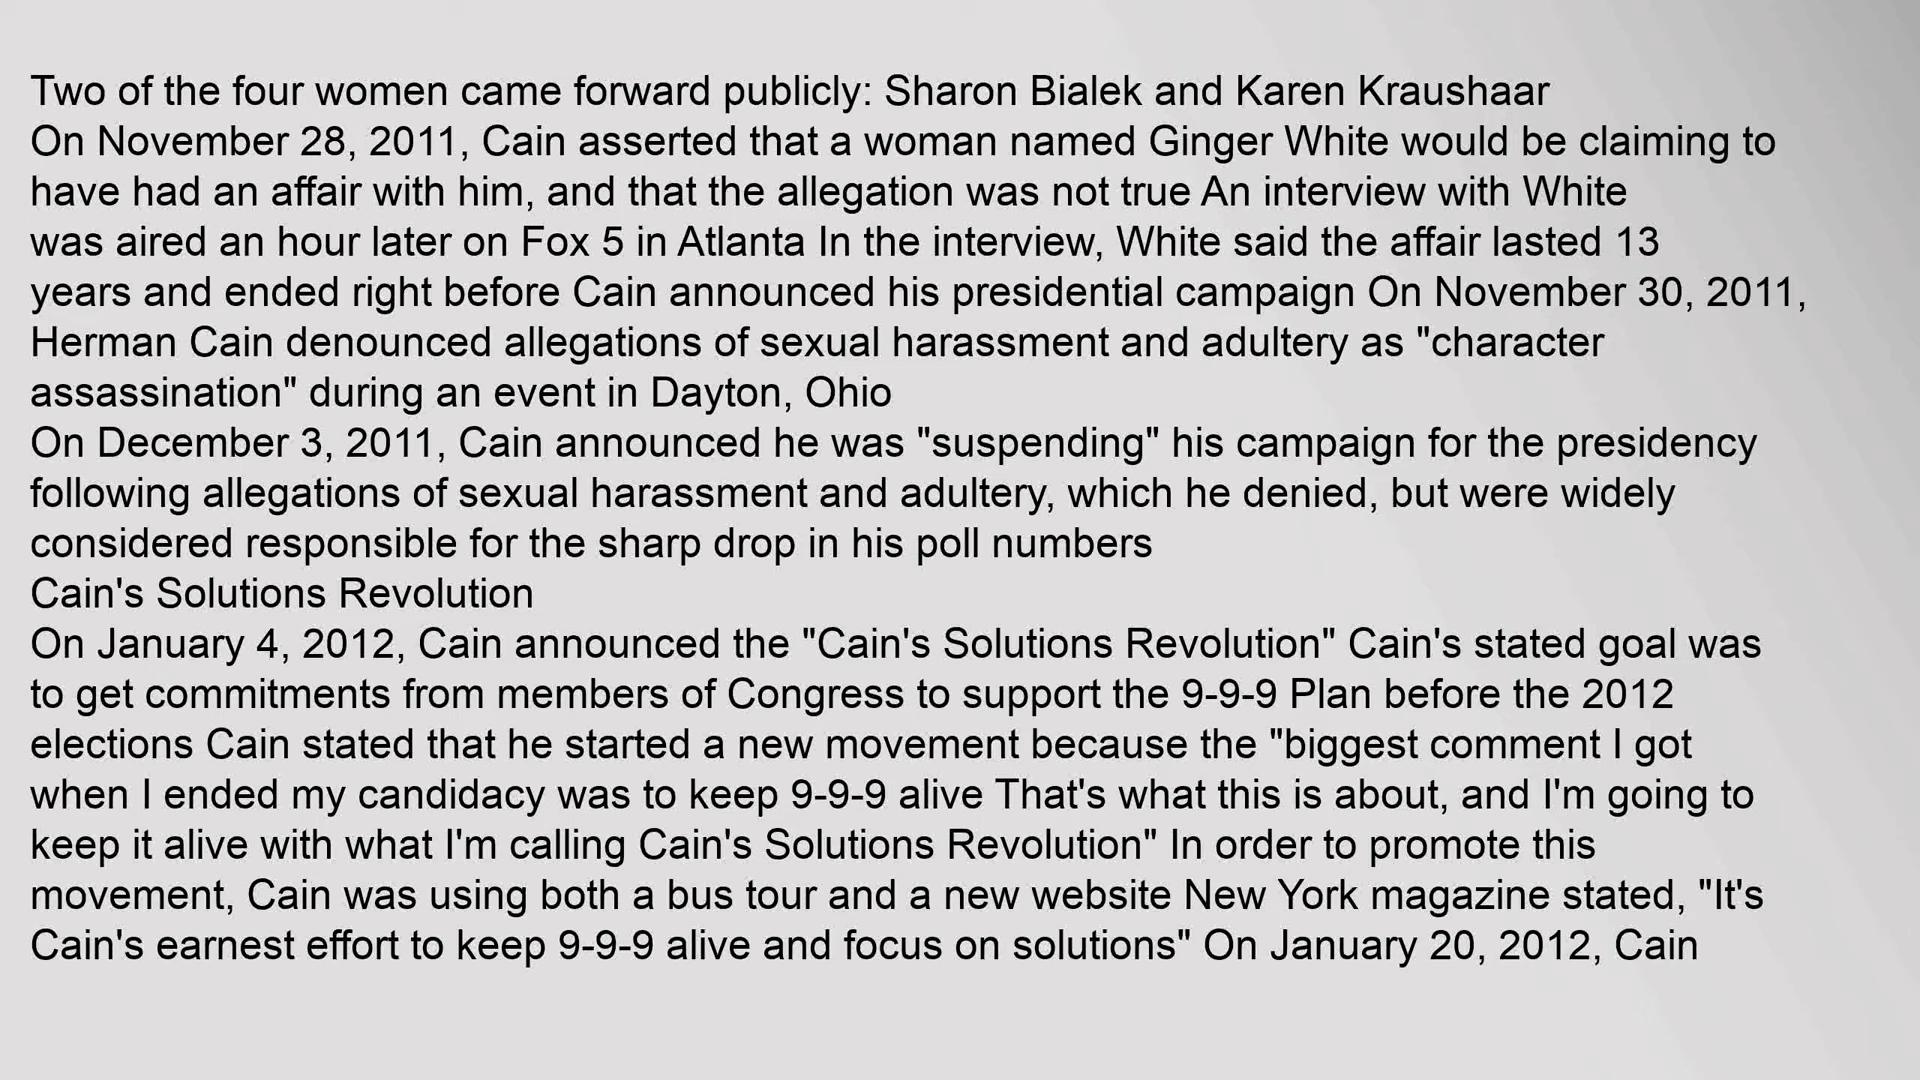 Two of the four women came forward publicly: Sharon Bialek and Karen Kraushaar
On November 28, 2011, Cain asserted that a woman named Ginger White would be claiming to
have had an affair with him, and that the allegation was not true An interview with White
was aired an hour later on Fox 5 in Atlanta In the interview, White said the affair lasted 13
years and ended right before Cain announced his presidential campaign On November 30, 2011,
Herman Cain denounced allegations of sexual harassment and adultery as "character
assassination" during an event in Dayton, Ohio
On December 3, 2011, Cain announced he was "suspending" his campaign for the presidency
following allegations of sexual harassment and adultery, which he denied, but were widely
considered responsible for the sharp drop in his poll numbers
Cain's Solutions Revolution
On January 4, 2012, Cain announced the "Cain's Solutions Revolution" Cain's stated goal was
to get commitments from members of Congress to support the 9-9-9 Plan before the 2012
elections Cain stated that he started a new movement because the "biggest comment I got
when I ended my candidacy was to keep 9-9-9 alive That's what this is about, and I'm going to
keep it alive with what I'm calling Cain's Solutions Revolution" In order to promote this
movement, Cain was using both a bus tour and a new website New York magazine stated, "It's
Cain's earnest effort to keep 9-9-9 alive and focus on solutions" On January 20, 2012, Cain